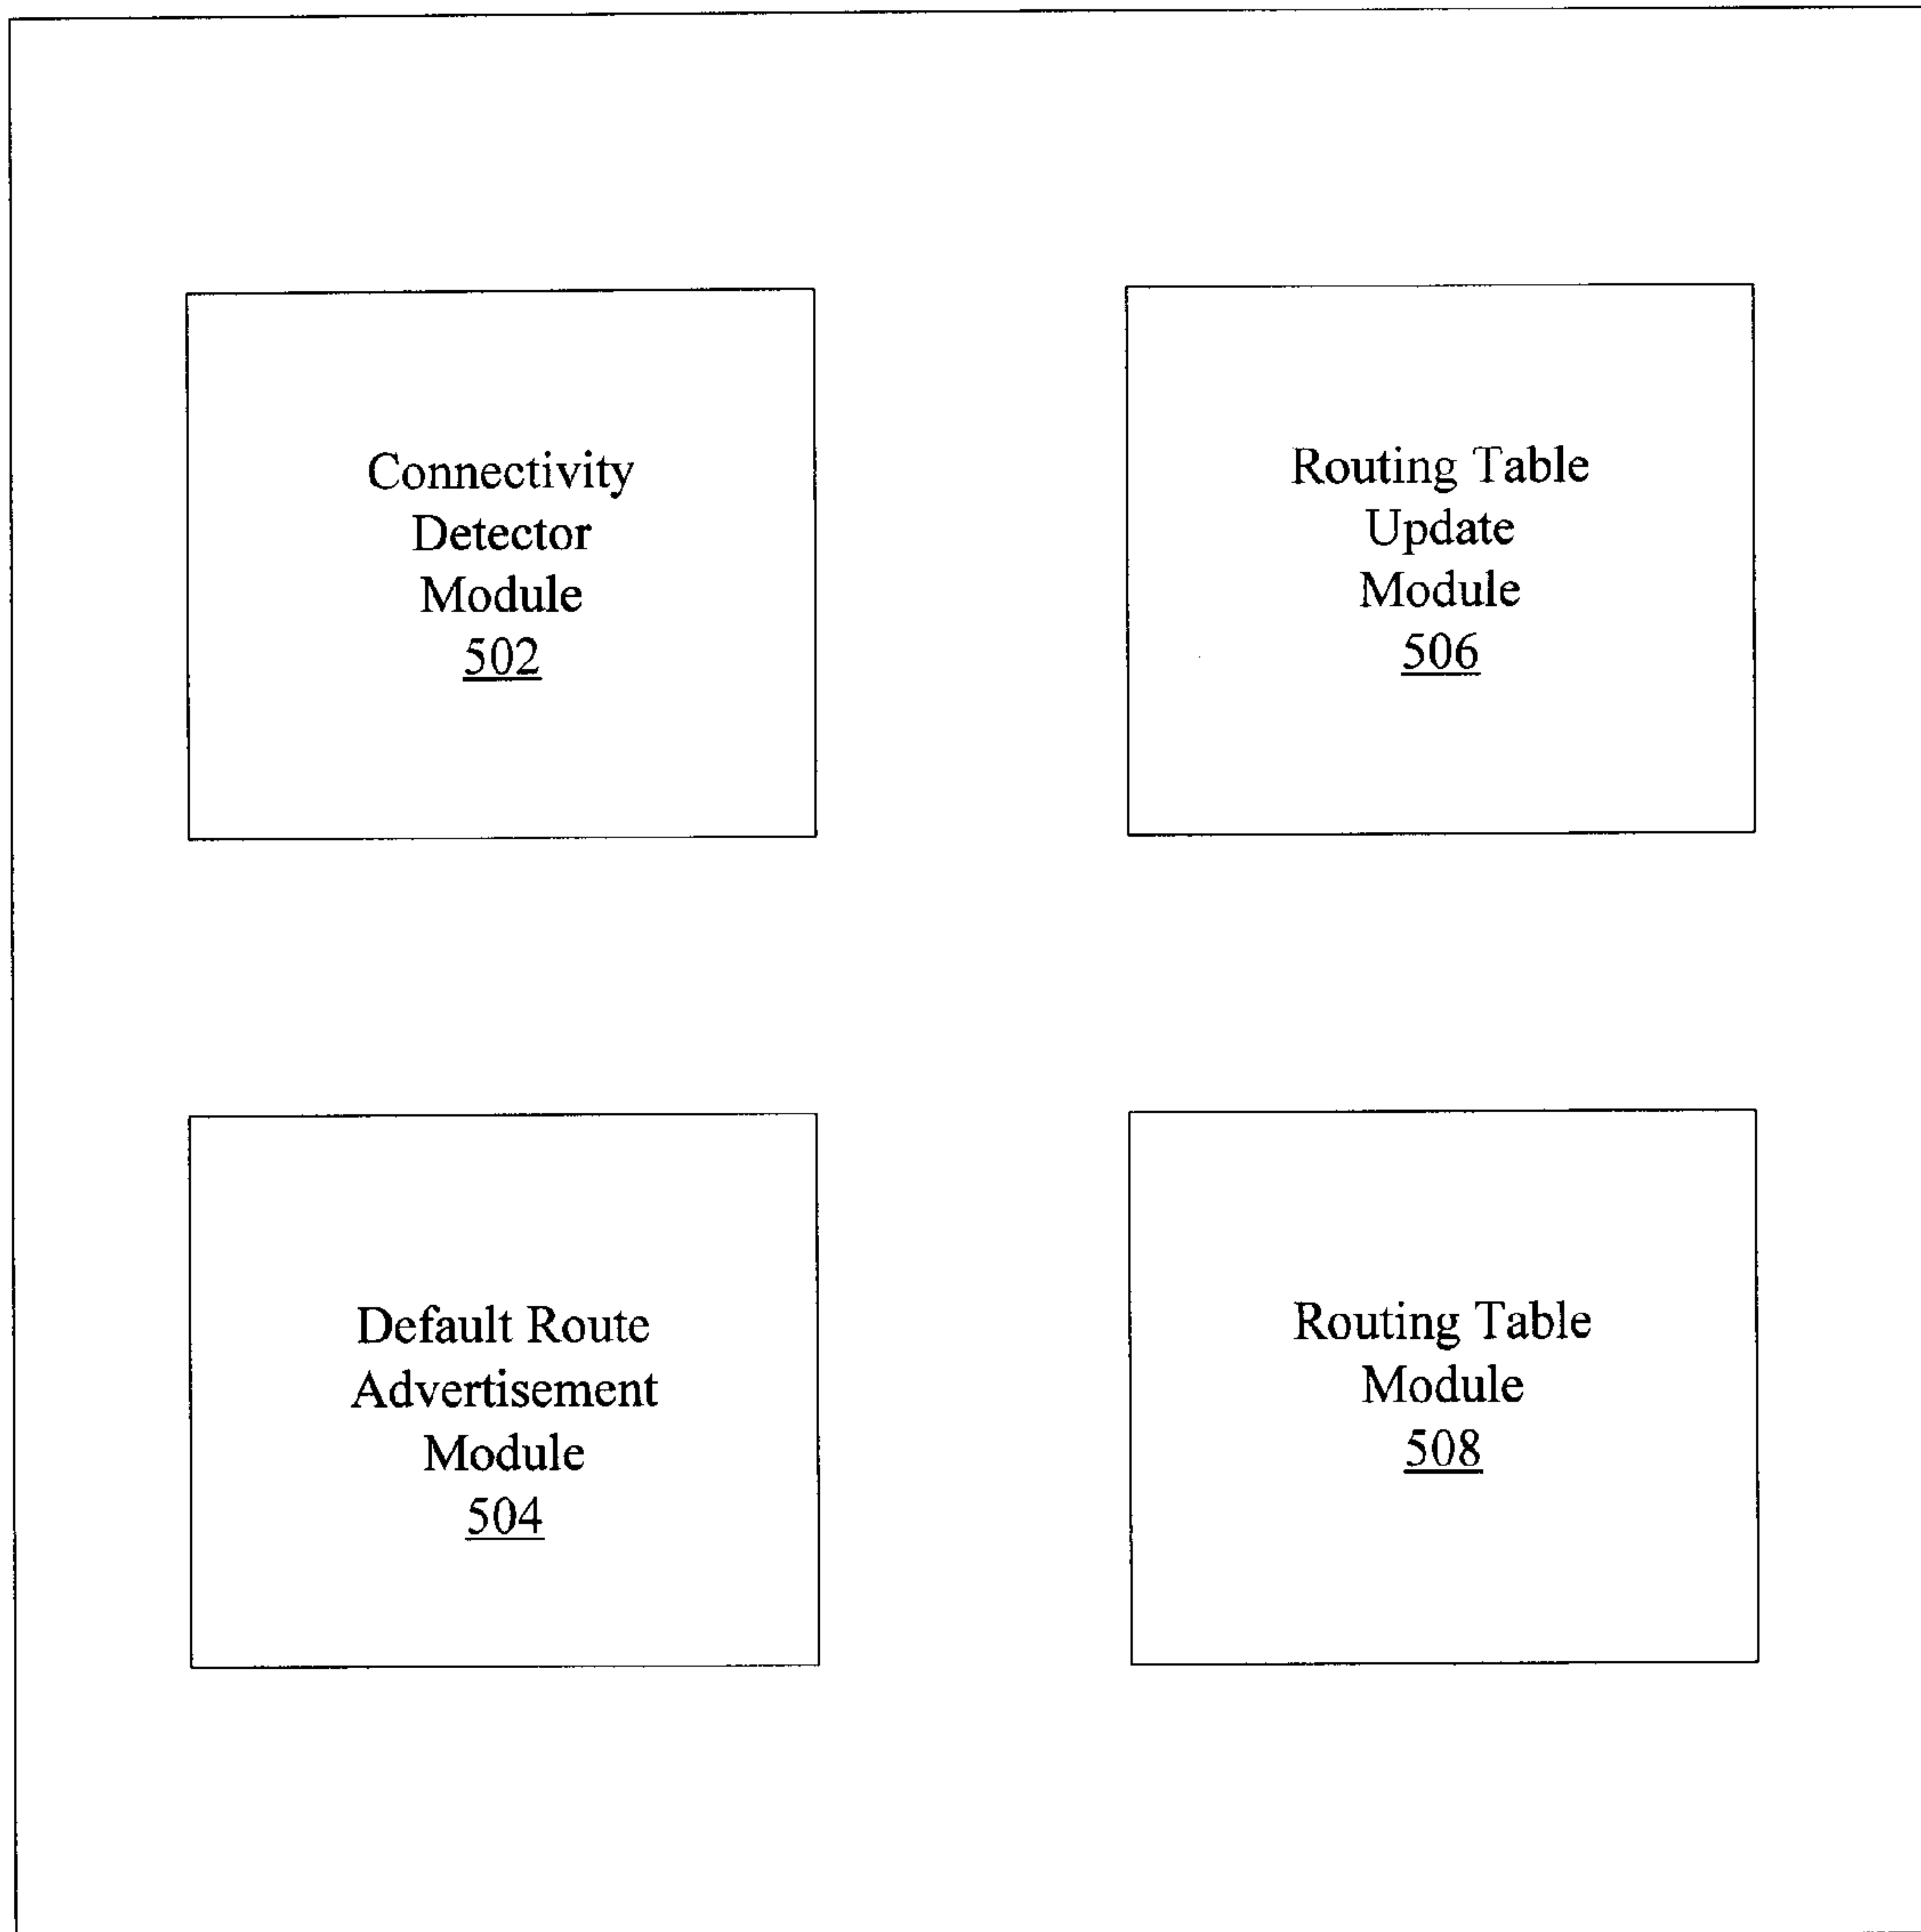 Connectivity
Detector
Module
502
Routing Table
Update
Module
506
Default Route
Advertisement
Module
504
Routing Table
Module
508